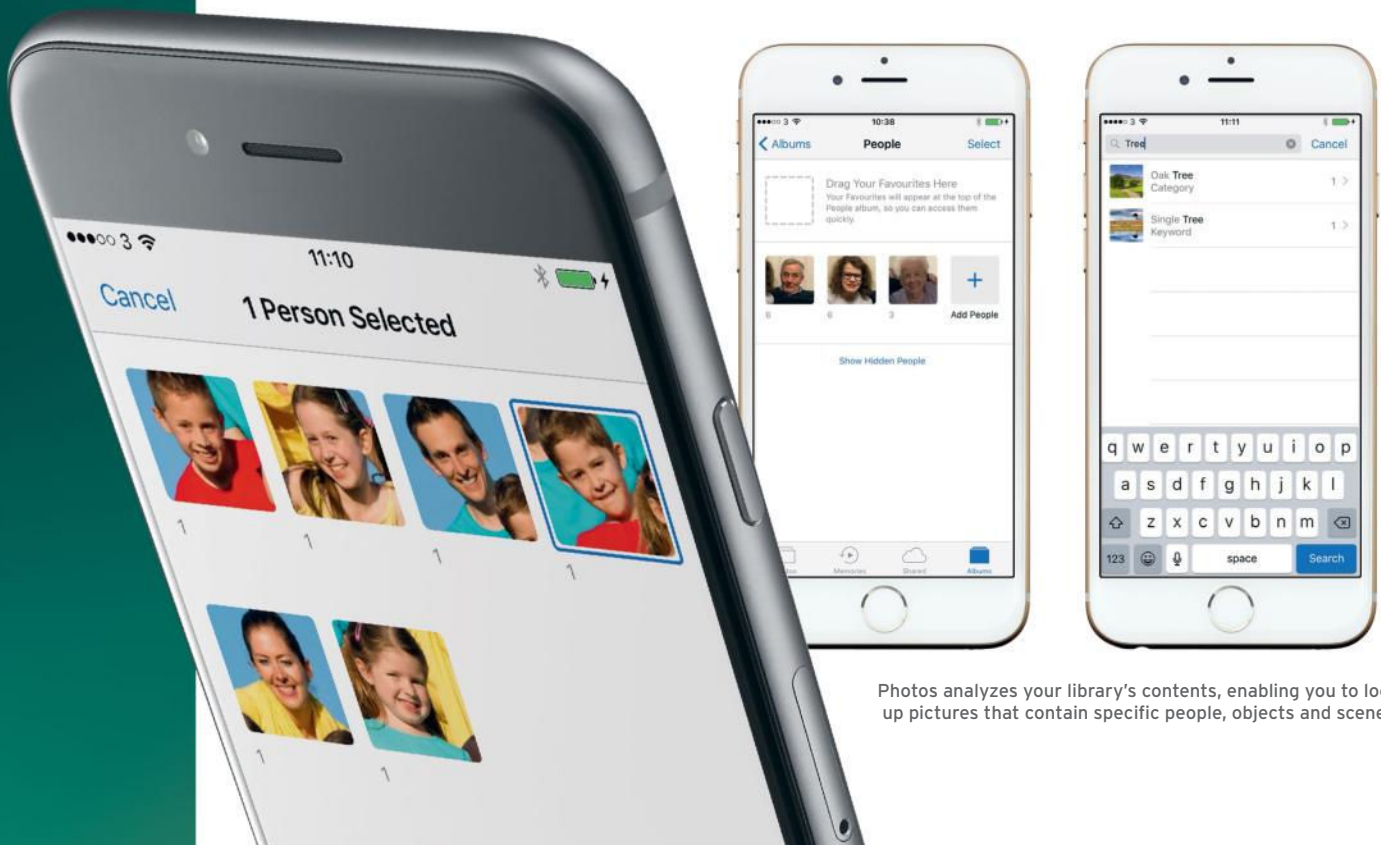 ●●●○○ 3
11:10
Cancel
1 Person Selected
1
1
1
1
1
1
●●●○○ 3
10:38
Albums
People
Select
Drag Your Favourites Here
Your Favourites will appear at the top of the
People album, so you can access them
quickly.
6
6
3
Add People
Show Hidden People
Memories
Shared
Albums
●●●○○ 3
11:11
Tree
Cancel
Oak Tree
Category
1
Single Tree
Keyword
1
q w e r t y u i o p
a s d f g h j k l
z x c v b n m
123
space
Search
Photos analyzes your library's contents, enabling you to loo
up pictures that contain specific people, objects and scene